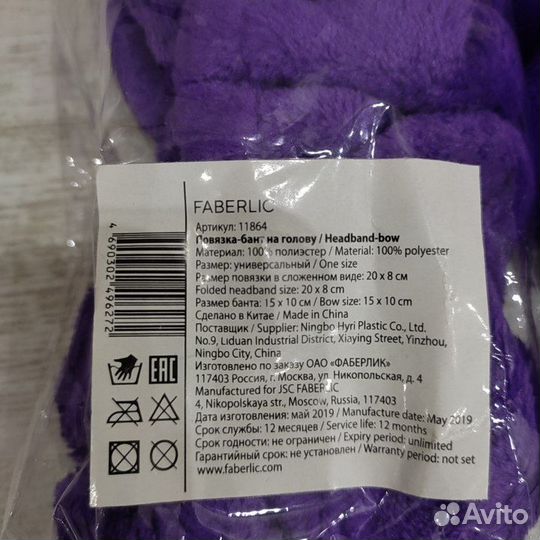 FABERLIC
Артикул: 11864
Повязка-бант на голову / Headband-bow
Материал: 100% полиэстер / Material: 100% polyester
Размер: универсальный / One size
Размер повязки в сложенном виде: 20 x 8 см
Folded headband size: 20 x 8 cm
Размер банта: 15 x 10 см / Bow size: 15 x 10 cm
Сделано в Китае / Made in China
Поставщик / Supplier: Ningbo Hyri Plastic Co., Ltd.
No.9, Liduan Industrial District, Xiaying Street, Yinzhou,
Ningbo City, China
Изготовлено по заказу ОАО «ФАБЕРЛИК»
117403 Россия, г. Москва, ул. Никопольская, д. 4
Manufactured for JSC FABERLIC
4, Nikopolskaya str., Moscow, Russia, 117403
Дата изготовления: май 2019 / Manufacture date: May 2019
Срок службы: 12 месяцев / Service life: 12 months
Срок годности: не ограничен / Expiry period: unlimited
Гарантийный срок: не установлен / Warranty period: not set
www.faberlic.com
4 690302 496272
EAC
Avito